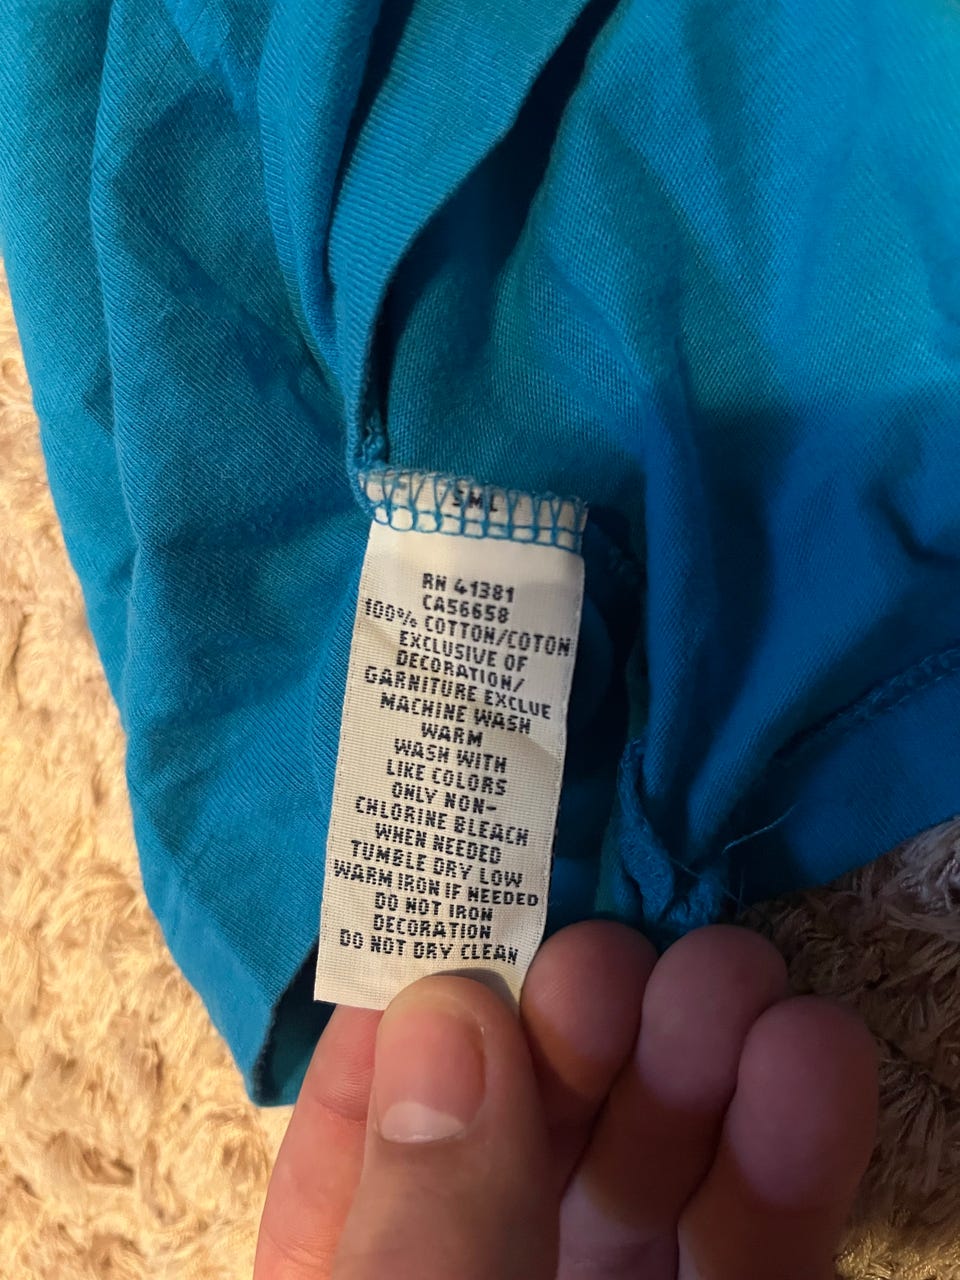 SML
RN 41381
CA56658
100% COTTON/COTON
EXCLUSIVE OF
DECORATION/
GARNITURE EXCLUE
MACHINE WASH
WARM
WASH WITH
LIKE COLORS
ONLY NON-
CHLORINE BLEACH
WHEN NEEDED
TUMBLE DRY LOW
WARM IRON IF NEEDED
DO NOT IRON
DECORATION
DO NOT DRY CLEAN